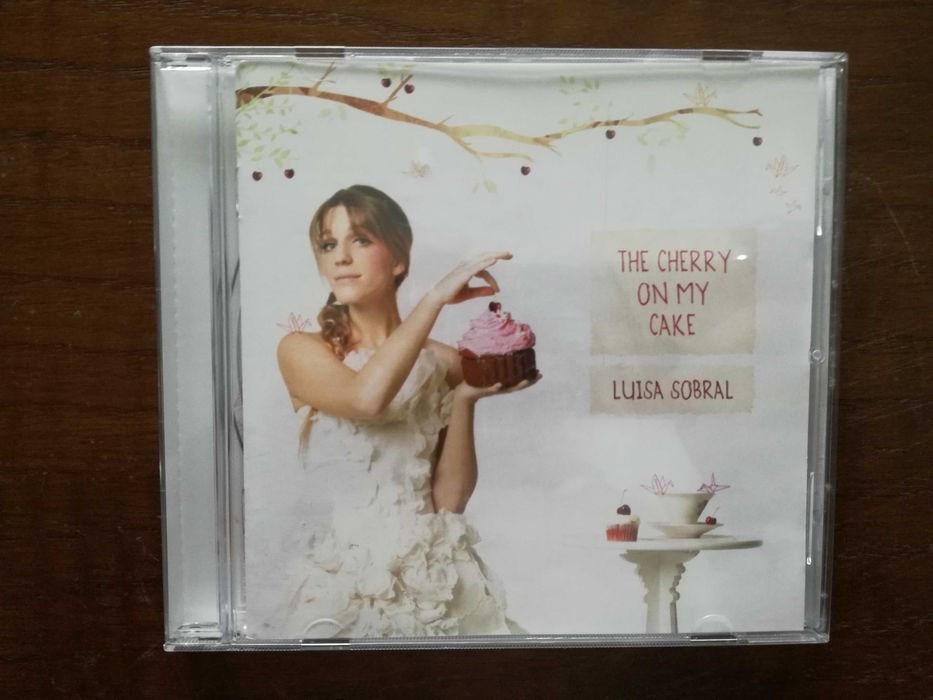 THE CHERRY
ON MY
CAKE
LUISA SOBRAL